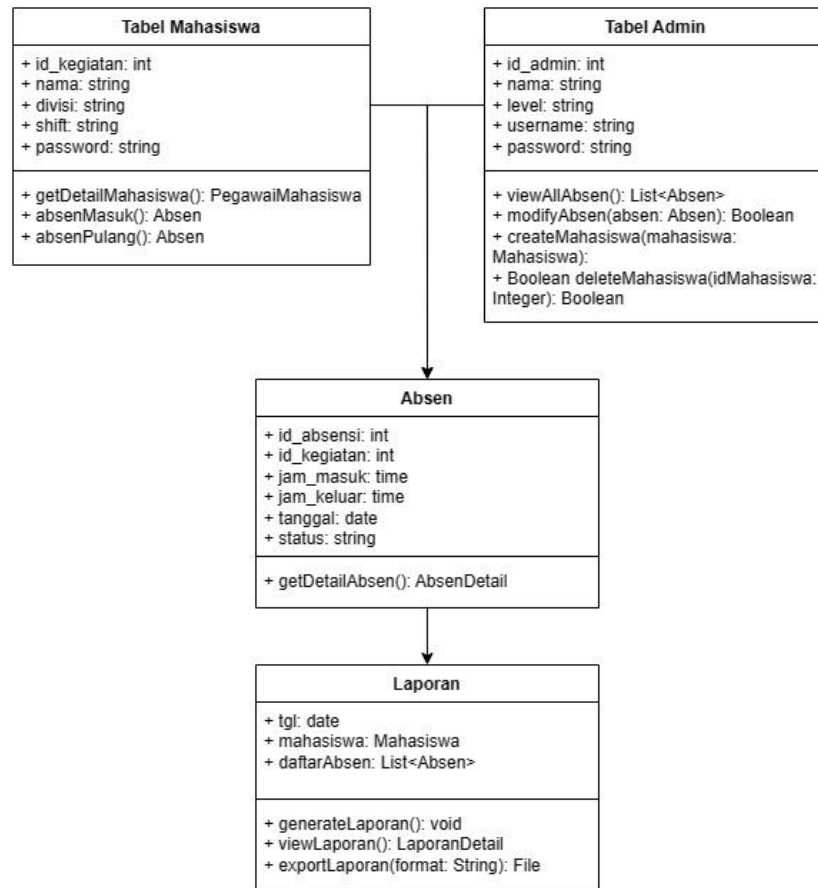 Tabel Mahasiswa
+ id_kegiatan: int
+ nama: string
+ divisi: string
+ shift: string
+ password: string
+ getDetailMahasiswa(): PegawaiMahasiswa
+ absenMasuk(): Absen
+ absenPulang(): Absen
Tabel Admin
+ id_admin: int
+ nama: string
+ level: string
+ username: string
+ password: string
+ viewAllAbsen(): List<Absen>
+ modifyAbsen(absen: Absen): Boolean
+ createMahasiswa(mahasiswa:
Mahasiswa):
+ Boolean deleteMahasiswa(idMahasiswa:
Integer): Boolean
Absen
+ id_absensi: int
+ id_kegiatan: int
+ jam_masuk: time
+ jam_keluar: time
+ tanggal: date
+ status: string
+ getDetailAbsen(): AbsenDetail
Laporan
+ tgl: date
+ mahasiswa: Mahasiswa
+ daftarAbsen: List<Absen>
+ generateLaporan(): void
+ viewLaporan(): LaporanDetail
+ exportLaporan(format: String): File